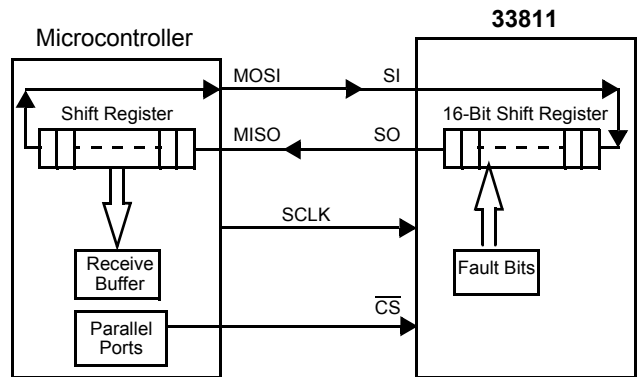 33811
Microcontroller
MOSI
SI
Shift Register
16-Bit Shift Register
MISO
SO
SCLK
Receive
Buffer
Fault Bits
CS
Parallel
Ports